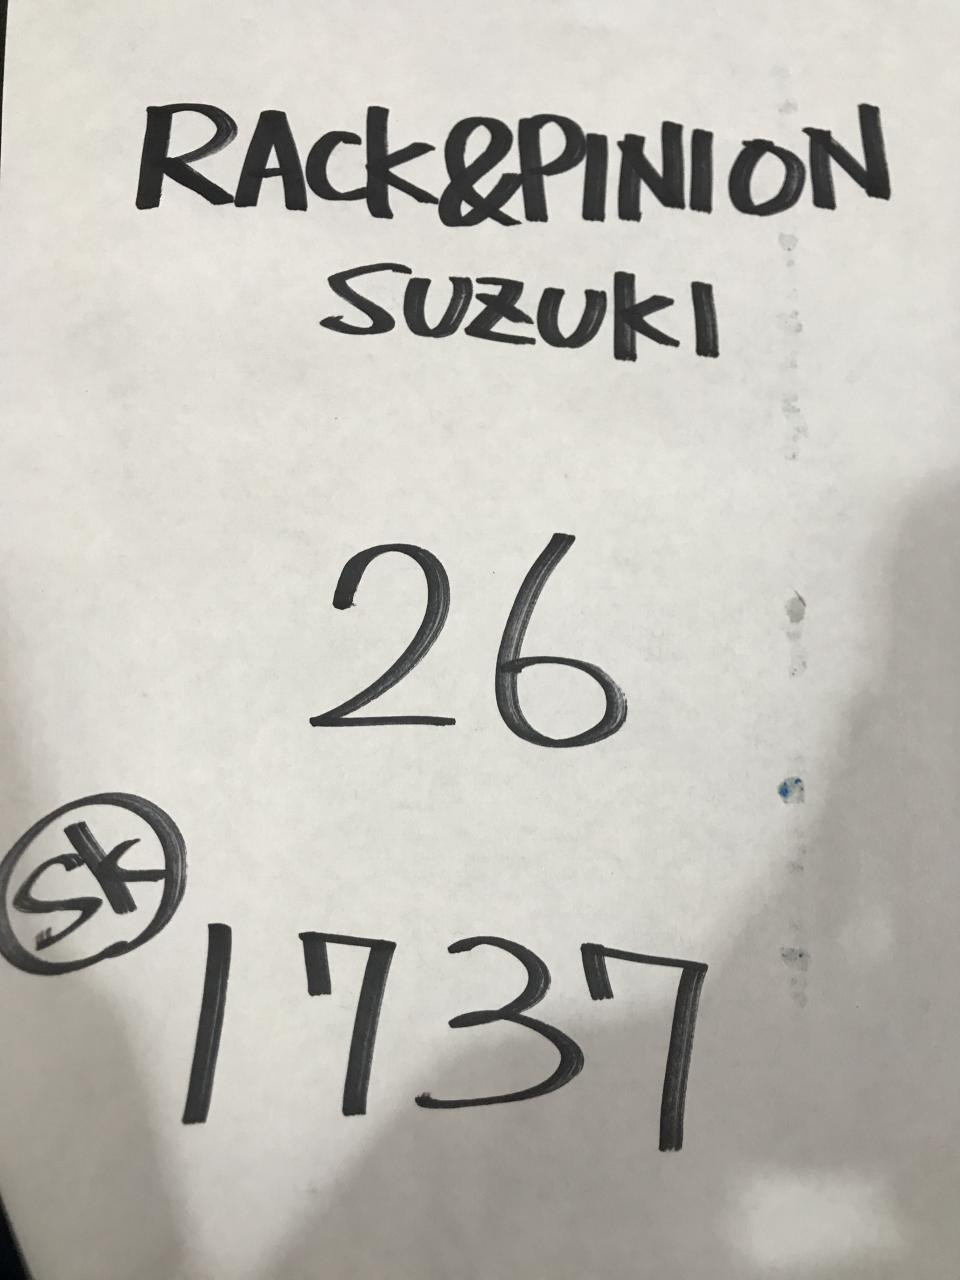 RACK&PINION
SUZUKI
26
SK
1737